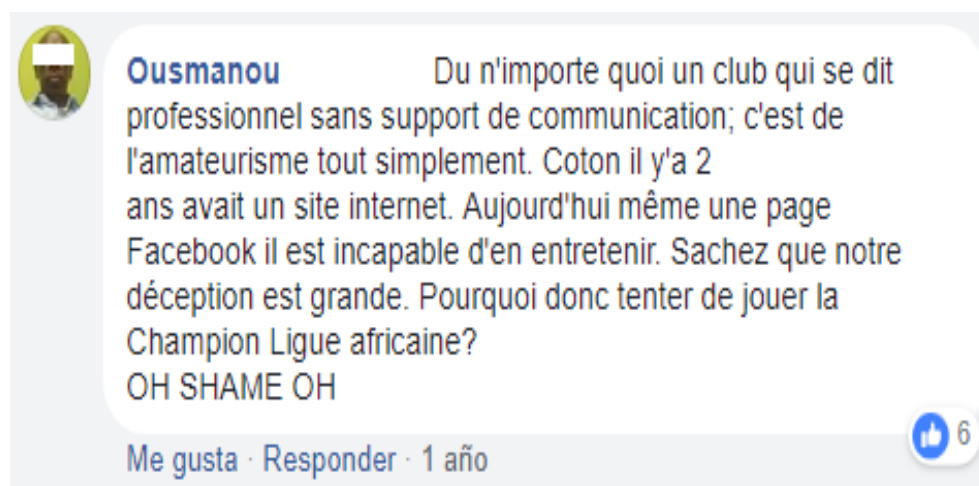 Ousmanou Du n'importe quoi un club qui se dit
professionnel sans support de communication; c'est de
l'amateurisme tout simplement. Coton il y'a 2
ans avait un site internet. Aujourd'hui même une page
Facebook il est incapable d'en entretenir. Sachez que notre
déception est grande. Pourquoi donc tenter de jouer la
Champion Ligue africaine?
OH SHAME OH
6
Me gusta · Responder · 1 año